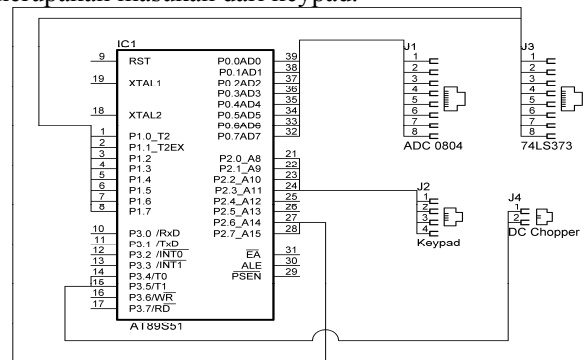 merupakan masukan dari keypad.
IC1
9 RST
19 XTAL1
18 XTAL2
1 P1.0_T2
2 P1.1_T2EX
3 P1.2
4 P1.3
5 P1.4
6 P1.5
7 P1.6
8 P1.7
10 P3.0 /RxD
11 P3.1 /TxD
12 P3.2 /INT0
13 P3.3 /INT1
14 P3.4/T0
15 P3.5/T1
16 P3.6/WR
17 P3.7/RD
P0.0AD0 39
P0.1AD1 38
P0.2AD2 37
P0.3AD3 36
P0.4AD4 35
P0.5AD5 34
P0.6AD6 33
P0.7AD7 32
P2.0_A8 21
P2.1_A9 22
P2.2_A10 23
P2.3_A11 24
P2.4_A12 25
P2.5_A13 26
P2.6_A14 27
P2.7_A15 28
EA 31
ALE 30
PSEN 29
AT89S51
J1
1
2
3
4
5
6
7
8
ADC 0804
J3
1
2
3
4
5
6
7
8
74LS373
J2
1
2
3
4
Keypad
J4
1
2
DC Chopper